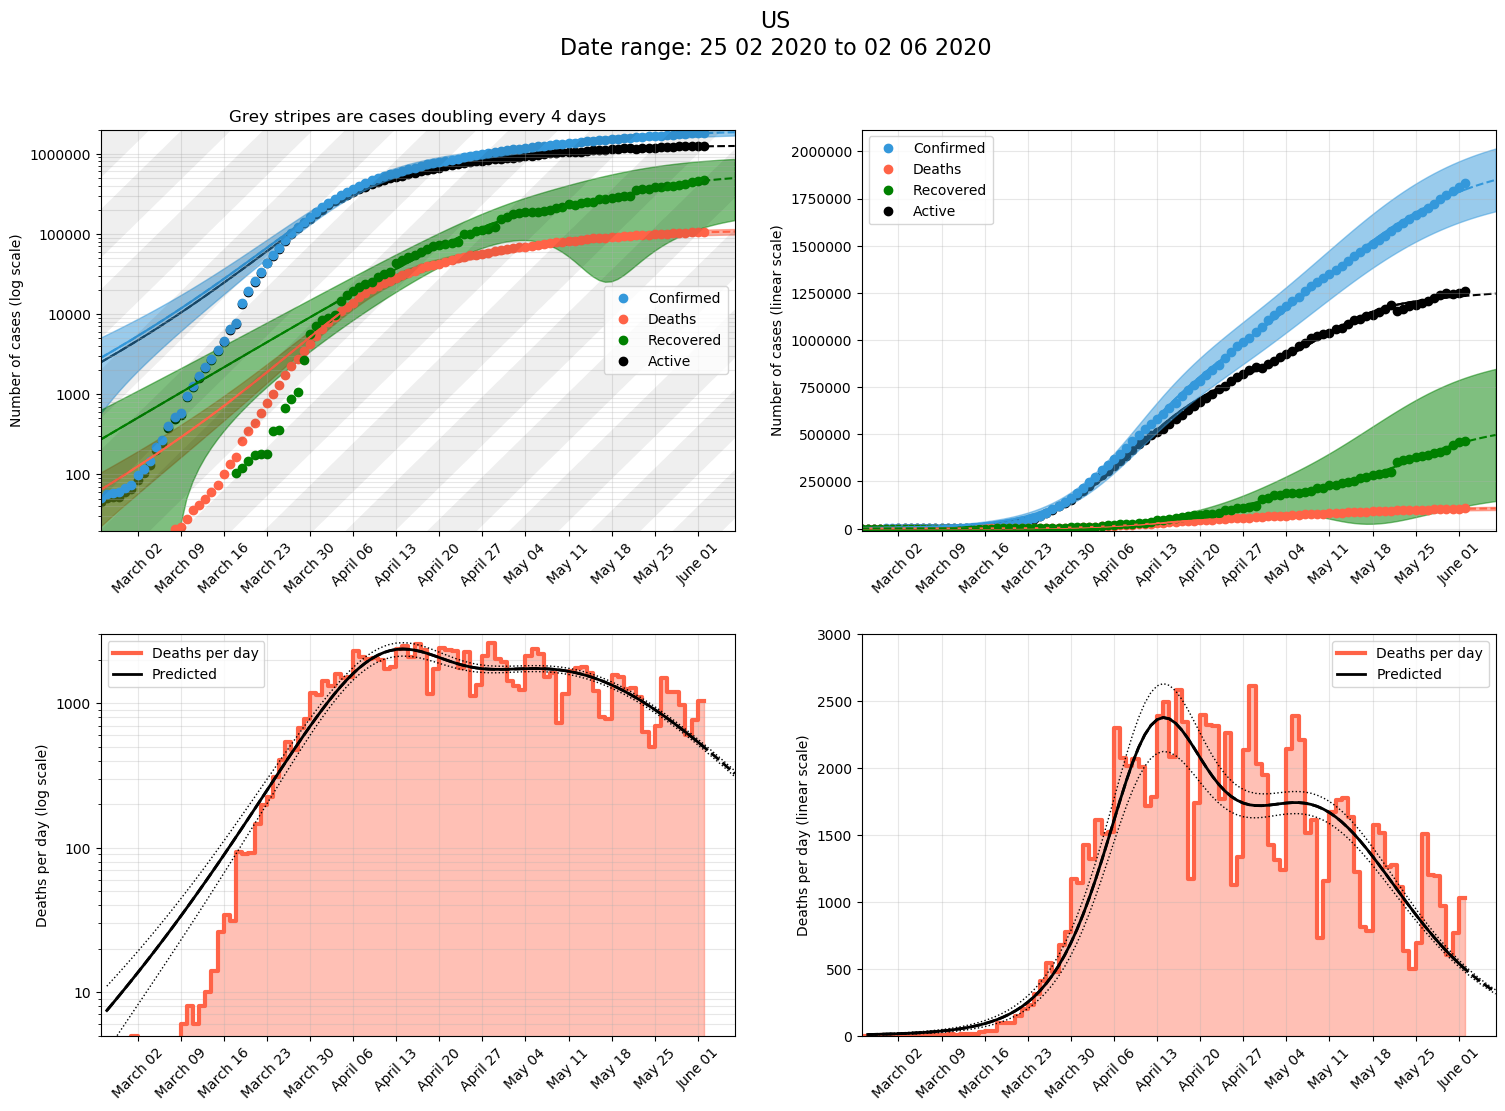 US
Date range: 25 02 2020 to 02 06 2020
Grey stripes are cases doubling every 4 days
Number of cases (log scale)
1000000
100000
10000
1000
100
Confirmed
Deaths
Recovered
Active
March 02
March 09
March 16
March 23
March 30
April 06
April 13
April 20
April 27
May 04
May 11
May 18
May 25
June 01
Number of cases (linear scale)
2000000
1750000
1500000
1250000
1000000
750000
500000
250000
0
Confirmed
Deaths
Recovered
Active
March 02
March 09
March 16
March 23
March 30
April 06
April 13
April 20
April 27
May 04
May 11
May 18
May 25
June 01
Deaths per day (log scale)
1000
100
10
Deaths per day
Predicted
March 02
March 09
March 16
March 23
March 30
April 06
April 13
April 20
April 27
May 04
May 11
May 18
May 25
June 01
Deaths per day (linear scale)
3000
2500
2000
1500
1000
500
0
Deaths per day
Predicted
March 02
March 09
March 16
March 23
March 30
April 06
April 13
April 20
April 27
May 04
May 11
May 18
May 25
June 01